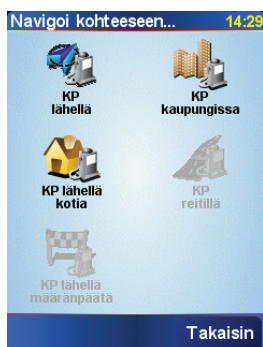 Navigoi kohteeseen... 14:29
KP
lähellä
KP
kaupungissa
KP lähellä
kotia
KP
reitillä
KP lähellä
määränpäätä
Takaisin